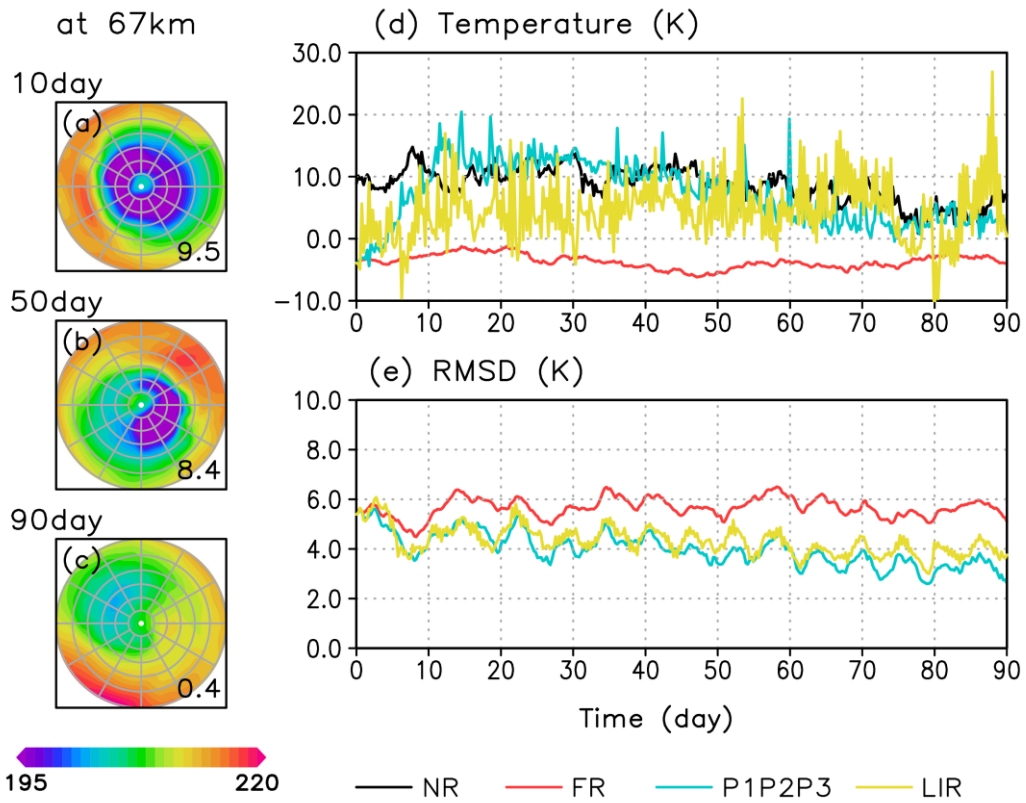 at 67km
10day
(a)
9.5
50day
(b)
8.4
90day
(c)
0.4
195 220
(d) Temperature (K)
30.0
20.0
10.0
0.0
−10.0
0 10 20 30 40 50 60 70 80 90
(e) RMSD (K)
10.0
8.0
6.0
4.0
2.0
0.0
0 10 20 30 40 50 60 70 80 90
Time (day)
NR FR P1P2P3 LIR